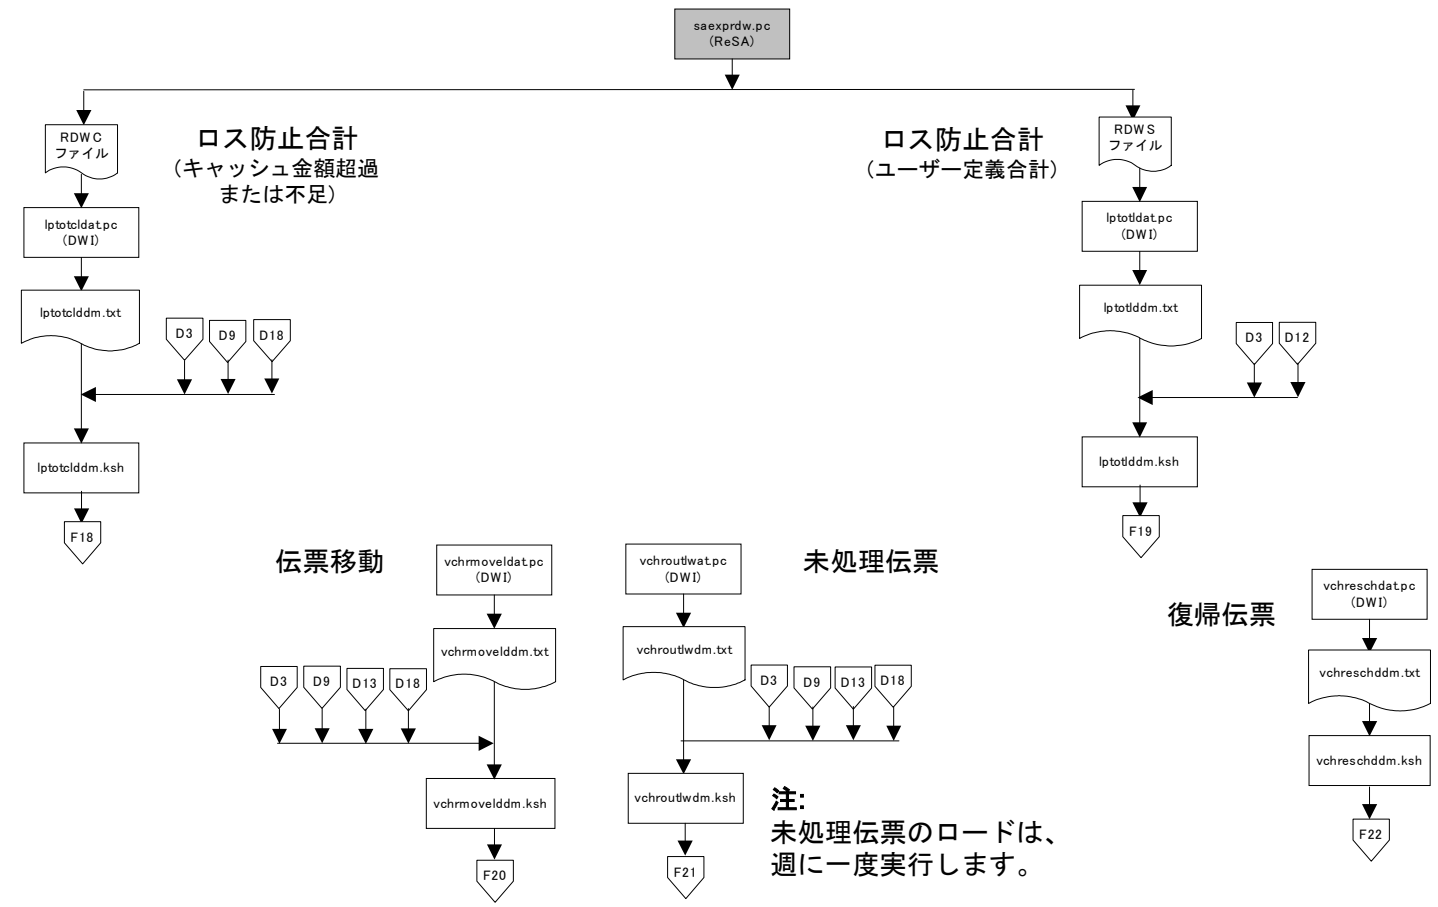 saexprdw.pc
(ReSA)
RDWC
ファイル
ロス防止合計
(キャッシュ金額超過
または不足)
lptotcldat.pc
(DWI)
lptotclddm.txt
D3
D9
D18
lptotclddm.ksh
F18
ロス防止合計
(ユーザー定義合計)
RDWS
ファイル
lptotldat.pc
(DWI)
lptotlddm.txt
D3
D12
lptotlddm.ksh
F19
伝票移動
vchrmoveldat.pc
(DWI)
vchrmovelddm.txt
D3
D9
D13
D18
vchrmovelddm.ksh
F20
vchroutlwat.pc
(DWI)
未処理伝票
vchroutlwdm.txt
D3
D9
D13
D18
vchroutlwdm.ksh
F21
注:
未処理伝票のロードは、
週に一度実行します。
復帰伝票
vchreschdat.pc
(DWI)
vchreschddm.txt
vchreschddm.ksh
F22